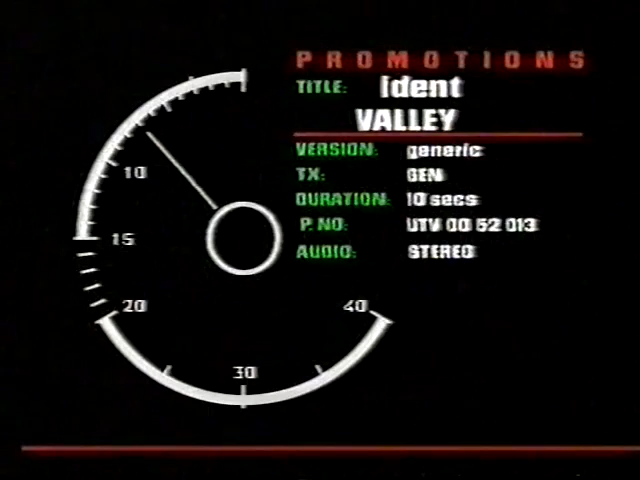 PROMOTIONS
TITLE: Ident
VALLEY
VERSION: generic
TX: GEN
DURATION: 10 secs
P.NO: UTV 00 52 013
AUDIO: STEREO
10
15
20
40
30